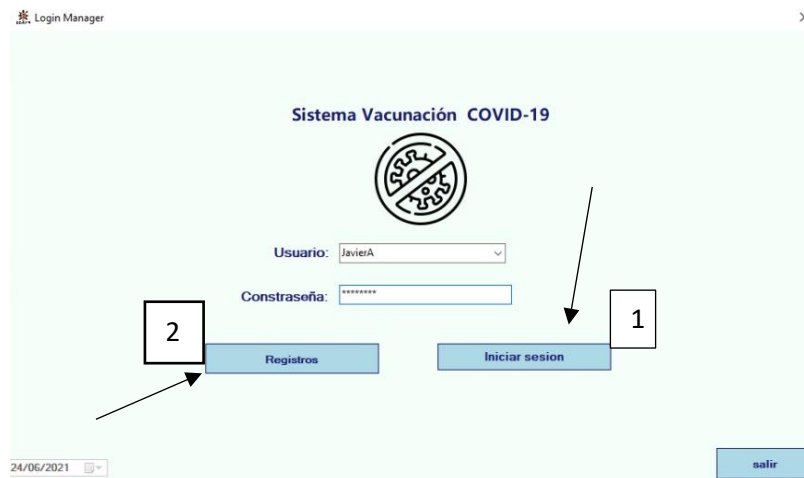 Login Manager
Sistema Vacunación COVID-19
Usuario: JavierA
Constraseña: ********
2
1
Registros
Iniciar sesion
24/06/2021
salir